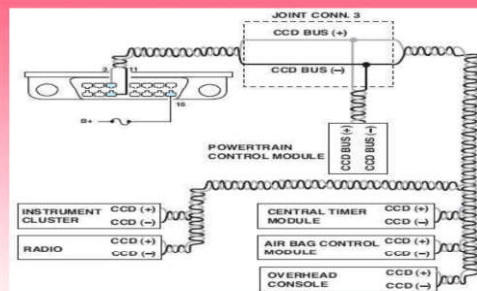 JOINT CONN. 3
CCD BUS (+)
3
11
CCD BUS (–)
16
B+
POWERTRAIN
CONTROL MODULE
CCD BUS (+)
CCD BUS (–)
INSTRUMENT
CLUSTER
CCD (+)
CCD (–)
RADIO
CCD (+)
CCD (–)
CENTRAL TIMER
MODULE
CCD (+)
CCD (–)
AIR BAG CONTROL
MODULE
CCD (+)
CCD (–)
OVERHEAD
CONSOLE
CCD (+)
CCD (–)